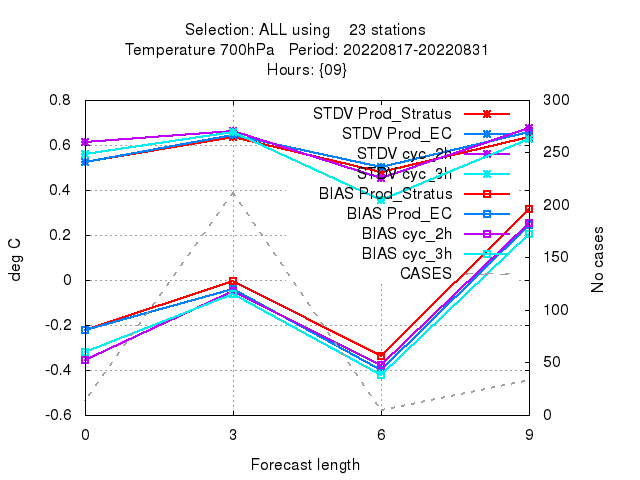 Selection: ALL using 23 stations
Temperature 700hPa Period: 20220817-20220831
Hours: {09}
STDV Prod_Stratus
STDV Prod_EC
STDV cyc_2h
STDV cyc_3h
BIAS Prod_Stratus
BIAS Prod_EC
BIAS cyc_2h
BIAS cyc_3h
CASES
0.8
0.6
0.4
0.2
0
-0.2
-0.4
-0.6
deg C
300
250
200
150
100
50
0
No cases
0 3 6 9
Forecast length